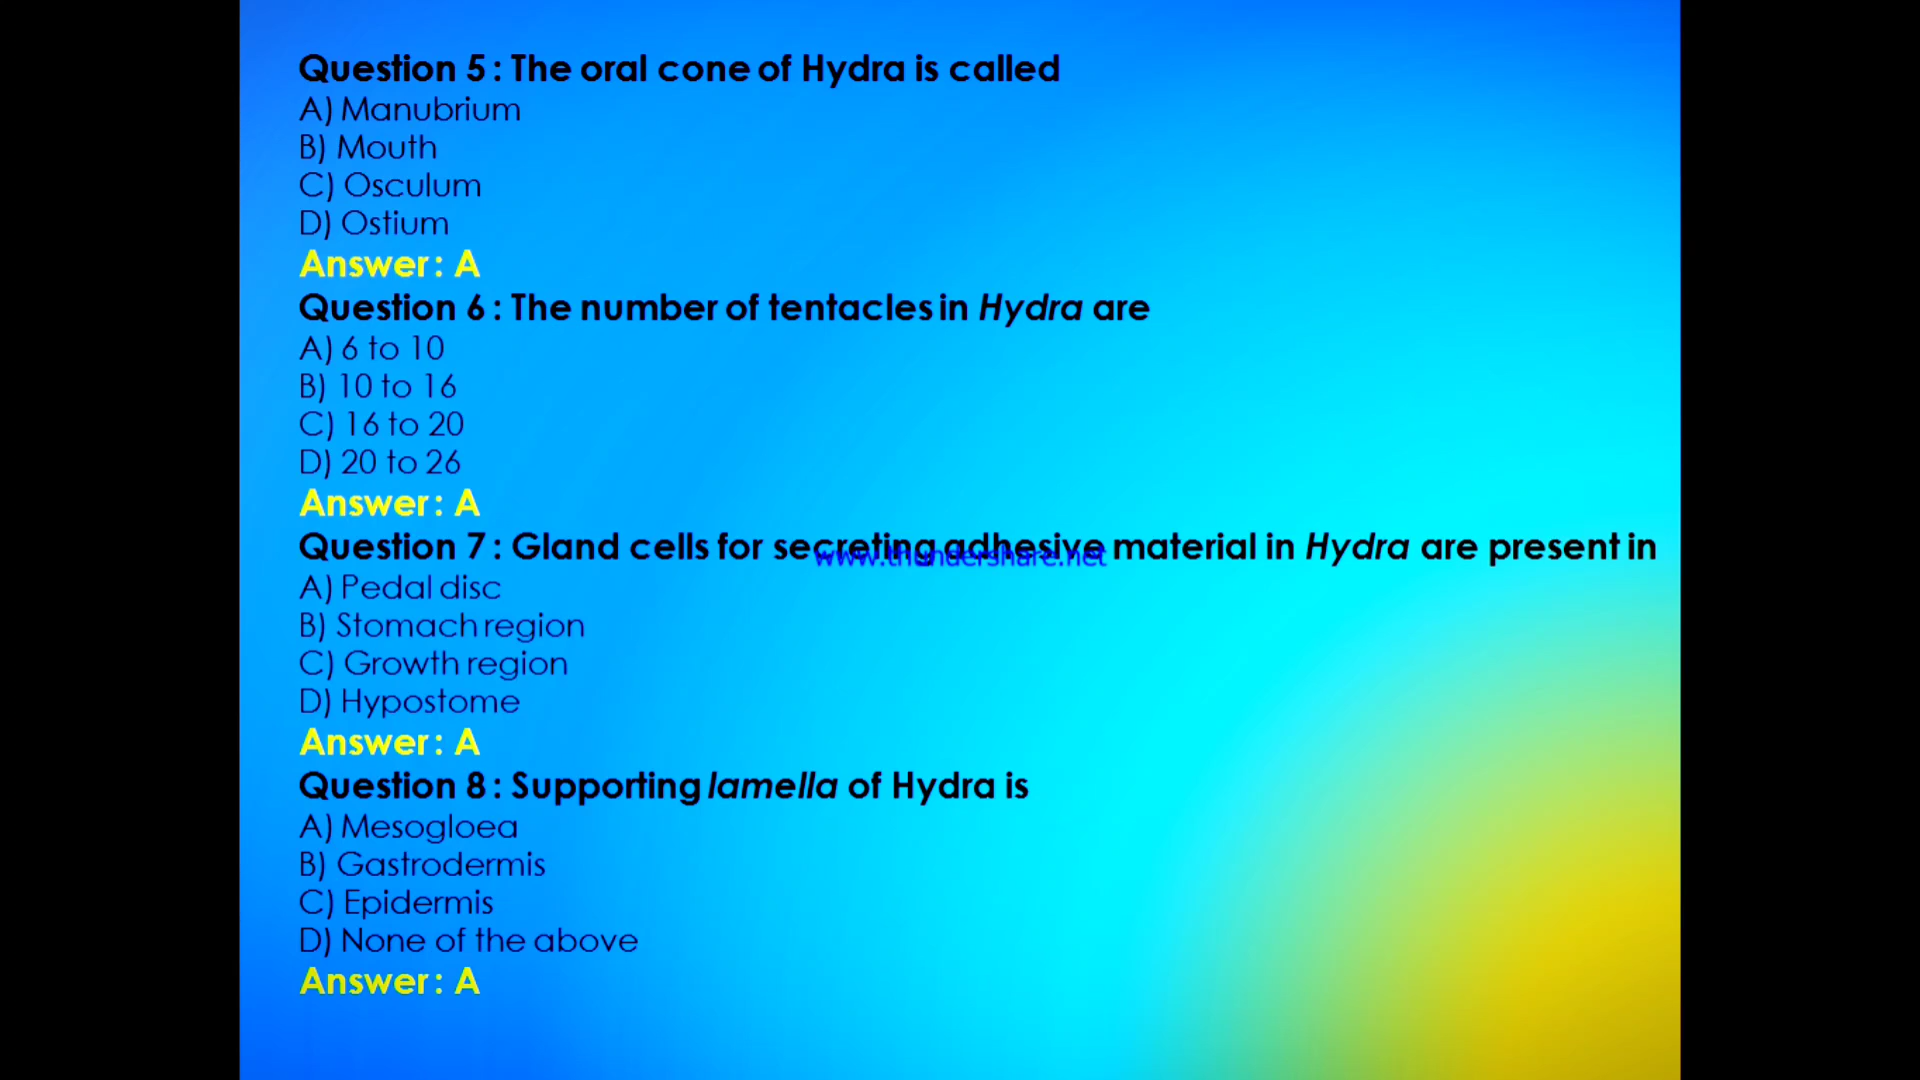 Question 5 : The oral cone of Hydra is called
A) Manubrium
B) Mouth
C) Osculum
D) Ostium
Answer : A
Question 6 : The number of tentacles in Hydra are
A) 6 to 10
B) 10 to 16
C) 16 to 20
D) 20 to 26
Answer : A
Question 7 : Gland cells for secreting adhesive material in Hydra are present in
www.thundershare.net
A) Pedal disc
B) Stomach region
C) Growth region
D) Hypostome
Answer : A
Question 8 : Supporting lamella of Hydra is
A) Mesogloea
B) Gastrodermis
C) Epidermis
D) None of the above
Answer : A